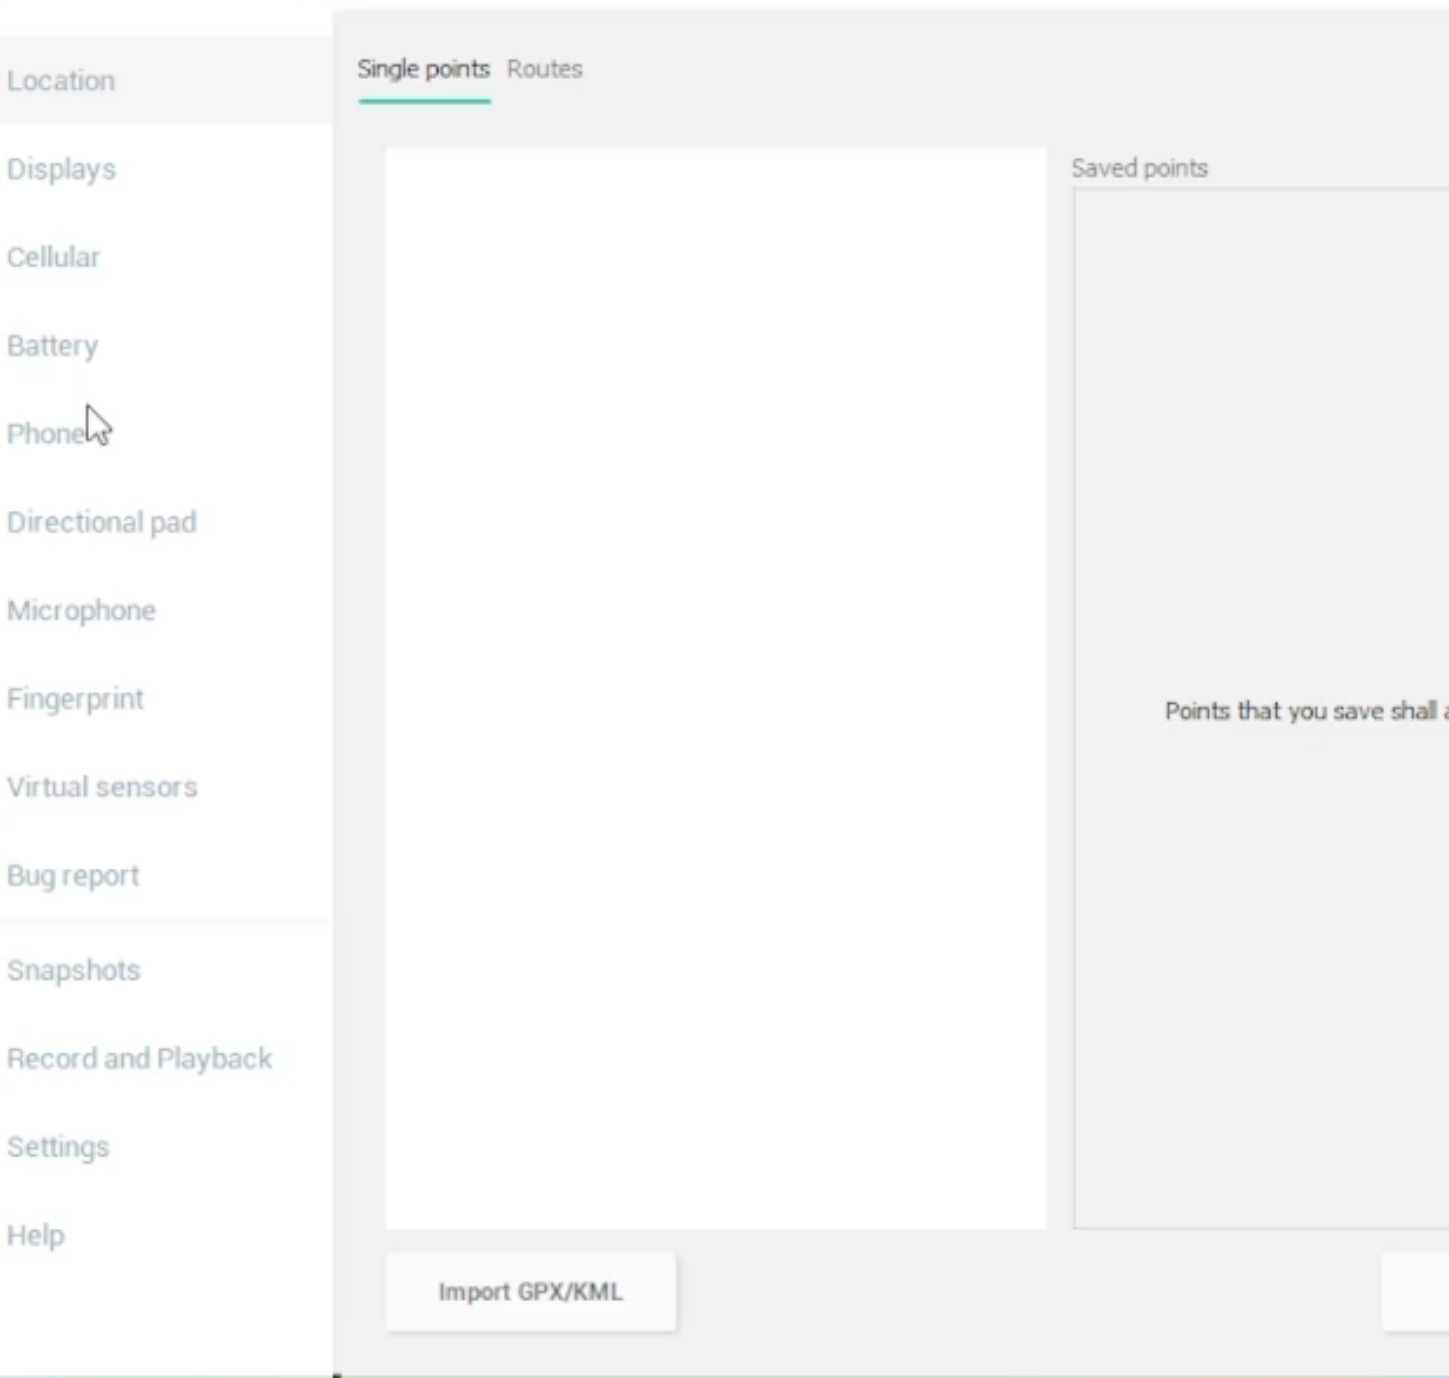 Location
Displays
Cellular
Battery
Phone
Directional pad
Microphone
Fingerprint
Virtual sensors
Bug report
Snapshots
Record and Playback
Settings
Help
Single points Routes
Saved points
Points that you save shall
Import GPX/KML